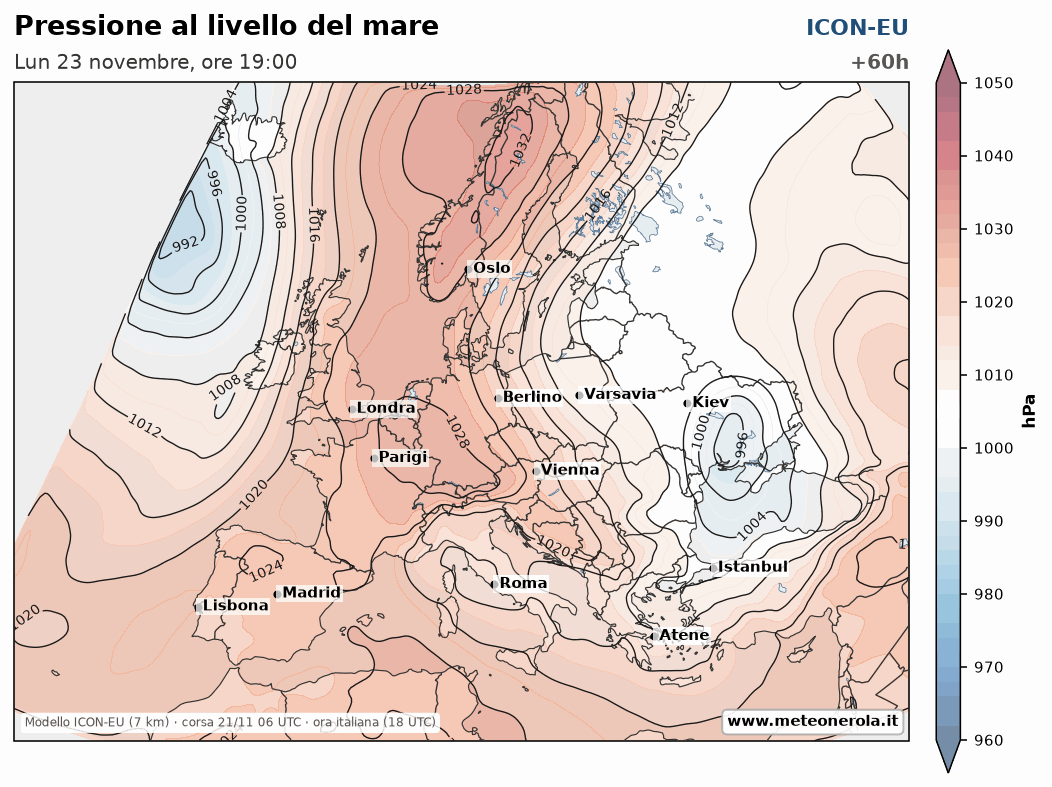 Pressione al livello del mare
ICON-EU
Lun 23 novembre, ore 19:00
+60h
1004
1024
1028
1012
1032
996
1000
1008
1016
1016
992
Oslo
1008
1012
Londra
Berlino
Varsavia
Kiev
1028
1000
996
Parigi
Vienna
1020
1004
1020
1024
Madrid
Roma
Istanbul
Lisbona
1020
Atene
Modello ICON-EU (7 km) · corsa 21/11 06 UTC · ora italiana (18 UTC)
www.meteonerola.it
1050
1040
1030
1020
1010
1000
990
980
970
960
hPa